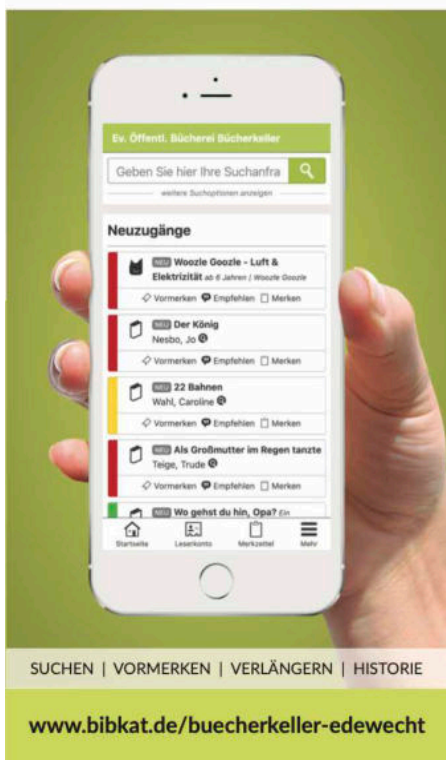 Ev. Öffentl. Bücherei Bücherkeller
Geben Sie hier Ihre Suchanfra
weitere Suchoptionen anzeigen
Neuzugänge
NEU Woozle Goozle - Luft &
Elektrizität ab 6 Jahren | Woozle Goozle
Vormerken Empfehlen Merken
NEU Der König
Nesbo, Jo
Vormerken Empfehlen Merken
NEU 22 Bahnen
Wahl, Caroline
Vormerken Empfehlen Merken
NEU Als Großmutter im Regen tanzte
Teige, Trude
Vormerken Empfehlen Merken
NEU Wo gehst du hin, Opa? Ein
Startseite Leserkonto Merkzettel Mehr
SUCHEN | VORMERKEN | VERLÄNGERN | HISTORIE
www.bibkat.de/buecherkeller-edewecht